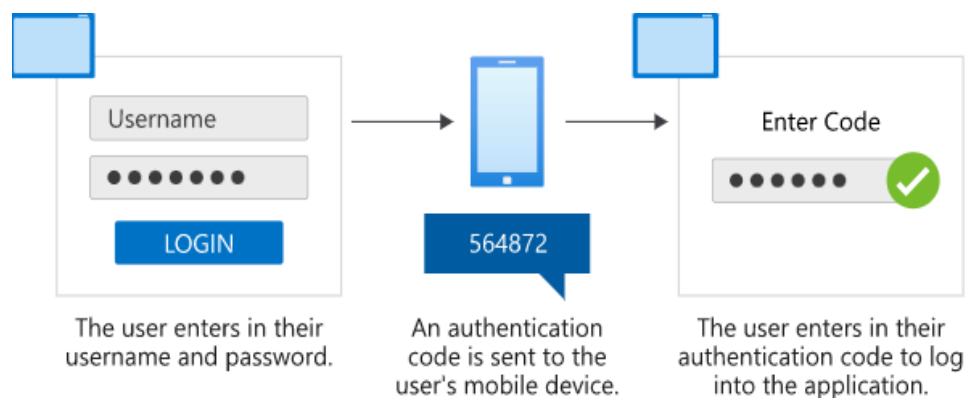 Username
●●●●●●●
LOGIN
The user enters in their
username and password.
564872
An authentication
code is sent to the
user's mobile device.
Enter Code
●●●●●●
The user enters in their
authentication code to log
into the application.